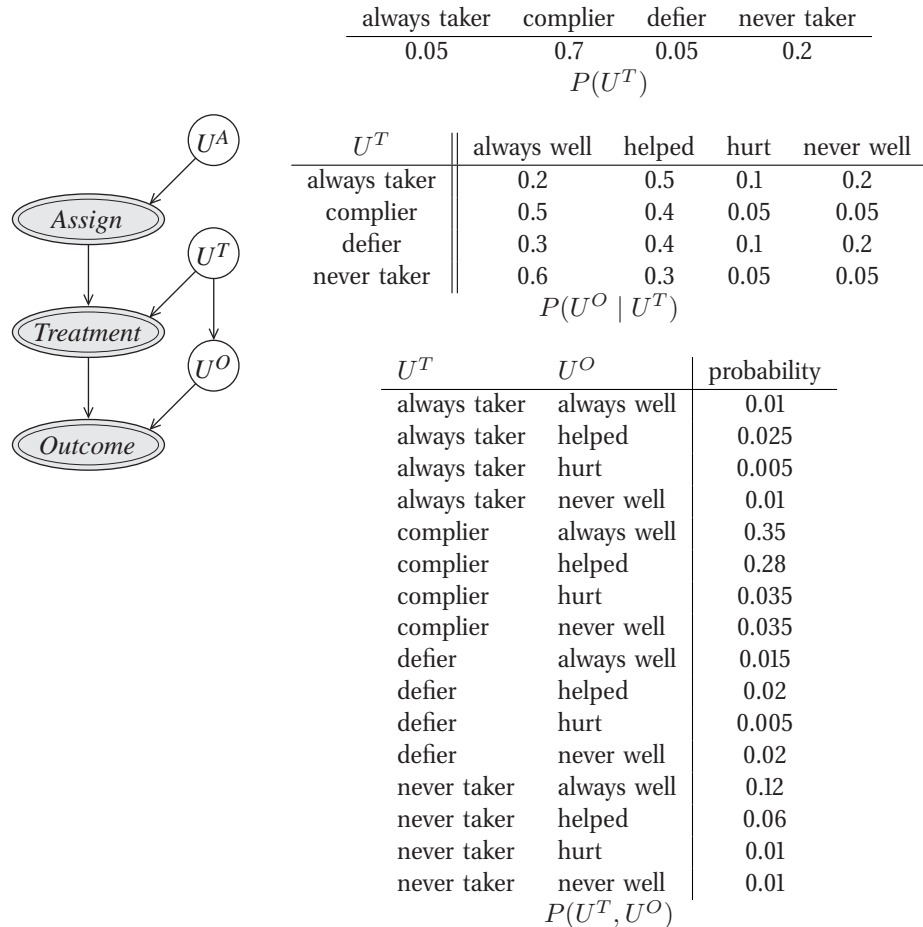 always taker complier defier never taker
0.05 0.7 0.05 0.2
P(U^T)
U^A
Assign
U^T
Treatment
U^O
Outcome
U^T always well helped hurt never well
always taker 0.2 0.5 0.1 0.2
complier 0.5 0.4 0.05 0.05
defier 0.3 0.4 0.1 0.2
never taker 0.6 0.3 0.05 0.05
P(U^O | U^T)
U^T U^O probability
always taker always well 0.01
always taker helped 0.025
always taker hurt 0.005
always taker never well 0.01
complier always well 0.35
complier helped 0.28
complier hurt 0.035
complier never well 0.035
defier always well 0.015
defier helped 0.02
defier hurt 0.005
defier never well 0.02
never taker always well 0.12
never taker helped 0.06
never taker hurt 0.01
never taker never well 0.01
P(U^T, U^O)